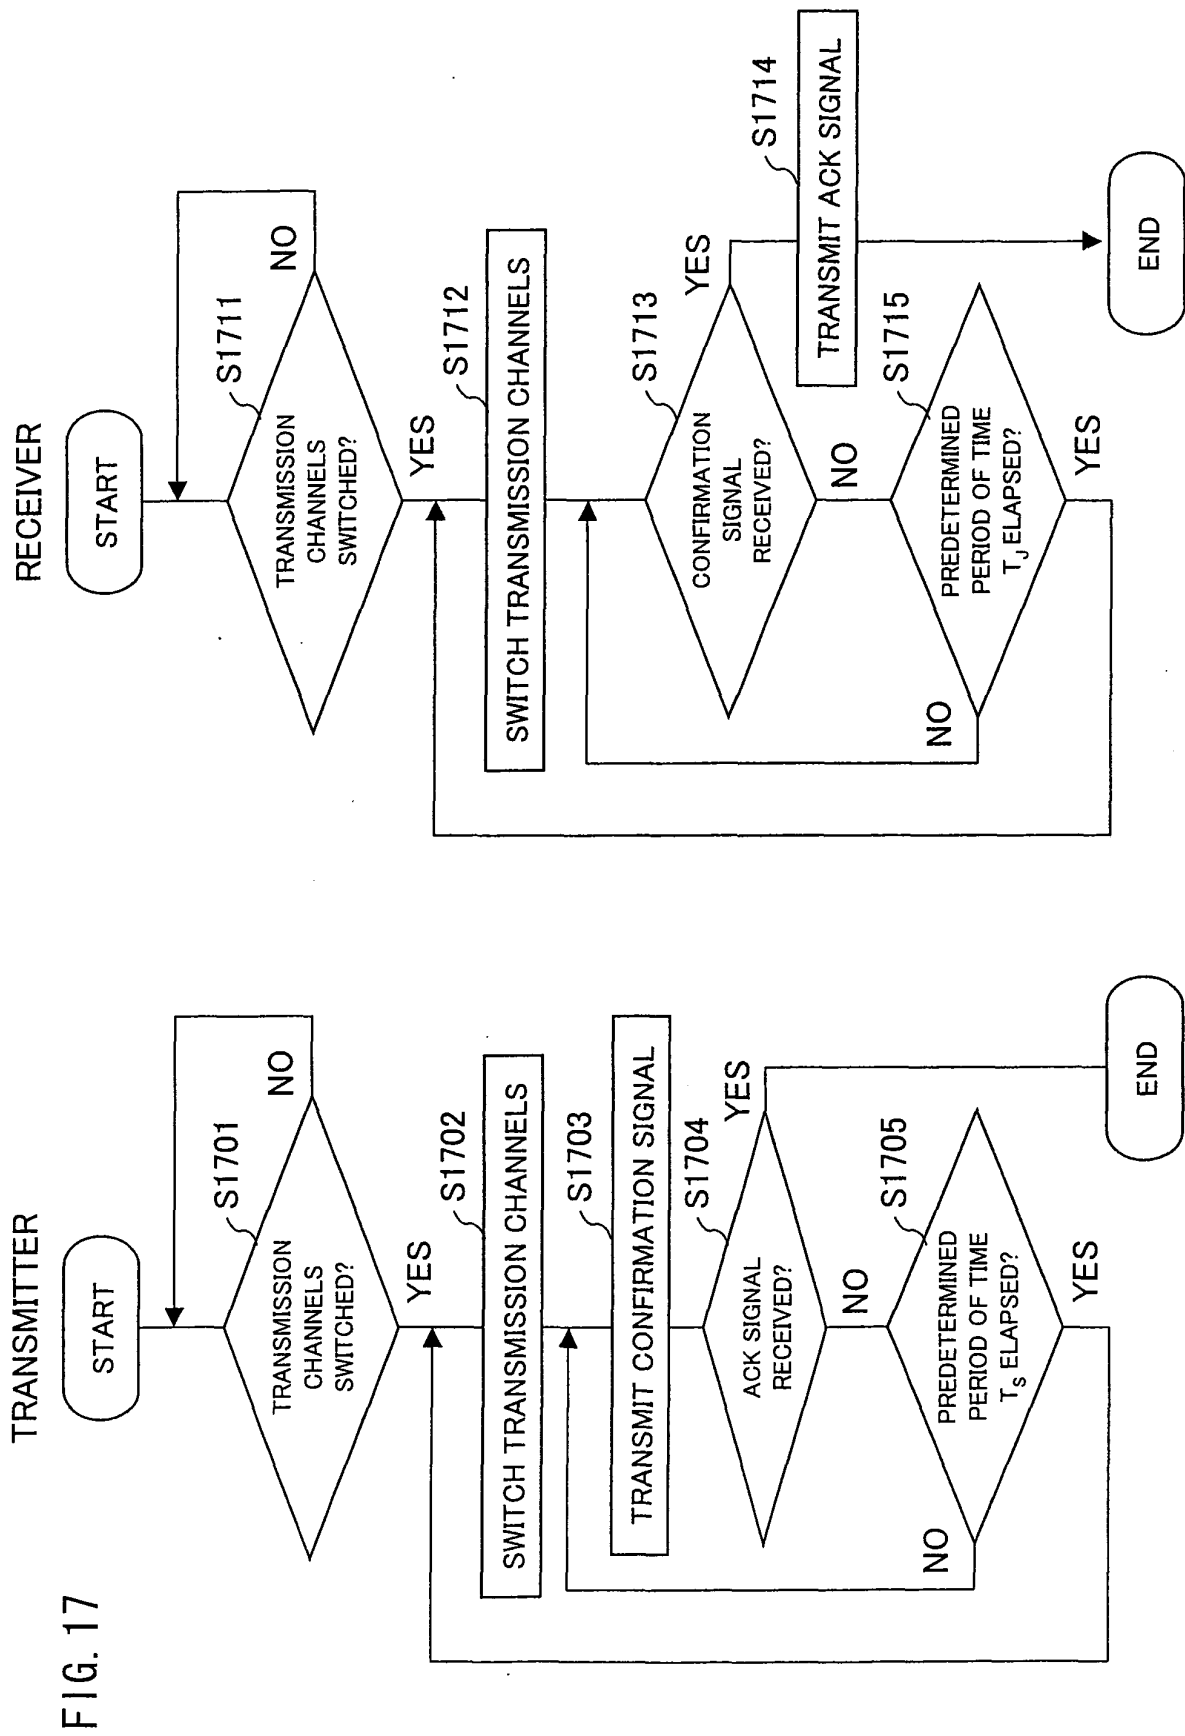 FIG. 17
TRANSMITTER
START
TRANSMISSION
CHANNELS
SWITCHED?
S1701
NO
YES
SWITCH TRANSMISSION CHANNELS
S1702
TRANSMIT CONFIRMATION SIGNAL
S1703
ACK SIGNAL
RECEIVED?
S1704
YES
NO
PREDETERMINED
PERIOD OF TIME
TS ELAPSED?
S1705
NO
YES
END
RECEIVER
START
TRANSMISSION
CHANNELS
SWITCHED?
S1711
NO
YES
SWITCH TRANSMISSION CHANNELS
S1712
CONFIRMATION
SIGNAL
RECEIVED?
S1713
YES
NO
TRANSMIT ACK SIGNAL
S1714
PREDETERMINED
PERIOD OF TIME
TJ ELAPSED?
S1715
NO
YES
END